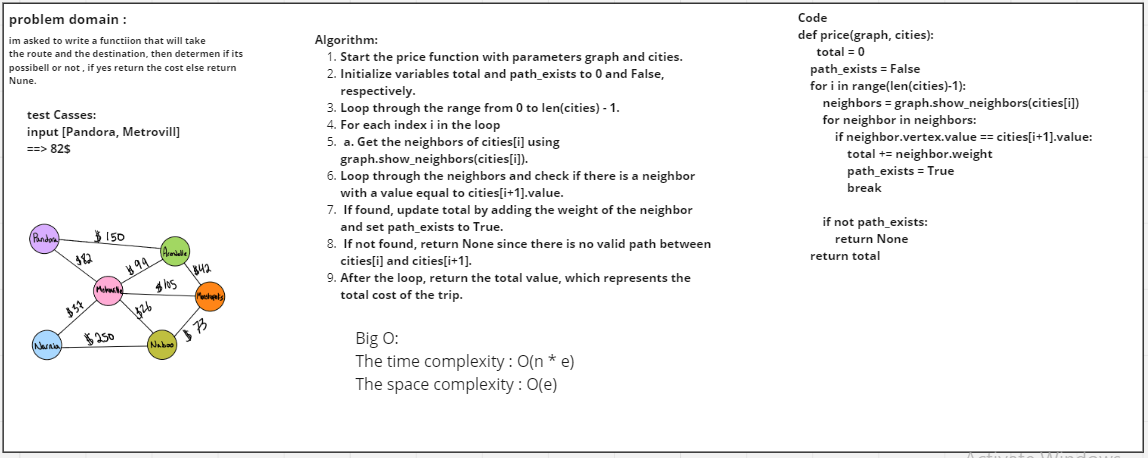 problem domain :
im asked to write a functiion that will take
the route and the destination, then determen if its
possibell or not , if yes return the cost else return
Nune.
test Casses:
input [Pandora, Metrovill]
==> 82$
Pandora
$ 150
Arendelle
$82
$99
$42
Metroville
$105
Monstropolis
$37
$26
$ 73
Narnia
$ 250
Naboo
Algorithm:
1. Start the price function with parameters graph and cities.
2. Initialize variables total and path_exists to 0 and False,
respectively.
3. Loop through the range from 0 to len(cities) - 1.
4. For each index i in the loop
5. a. Get the neighbors of cities[i] using
graph.show_neighbors(cities[i]).
6. Loop through the neighbors and check if there is a neighbor
with a value equal to cities[i+1].value.
7. If found, update total by adding the weight of the neighbor
and set path_exists to True.
8. If not found, return None since there is no valid path between
cities[i] and cities[i+1].
9. After the loop, return the total value, which represents the
total cost of the trip.
Big O:
The time complexity : O(n * e)
The space complexity : O(e)
Code
def price(graph, cities):
total = 0
path_exists = False
for i in range(len(cities)-1):
neighbors = graph.show_neighbors(cities[i])
for neighbor in neighbors:
if neighbor.vertex.value == cities[i+1].value:
total += neighbor.weight
path_exists = True
break
if not path_exists:
return None
return total
Activate Windows